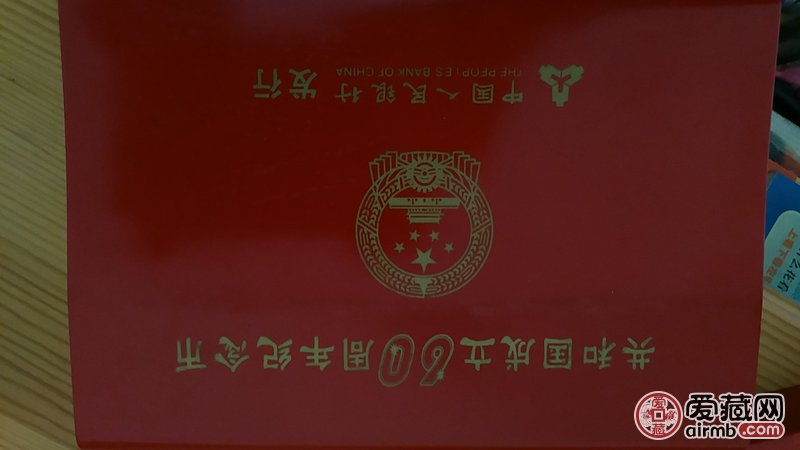 共和国成立60周年纪念币
中国人民银行 发行
THE PEOPLES BANK OF CHINA
爱藏网
airmb.com